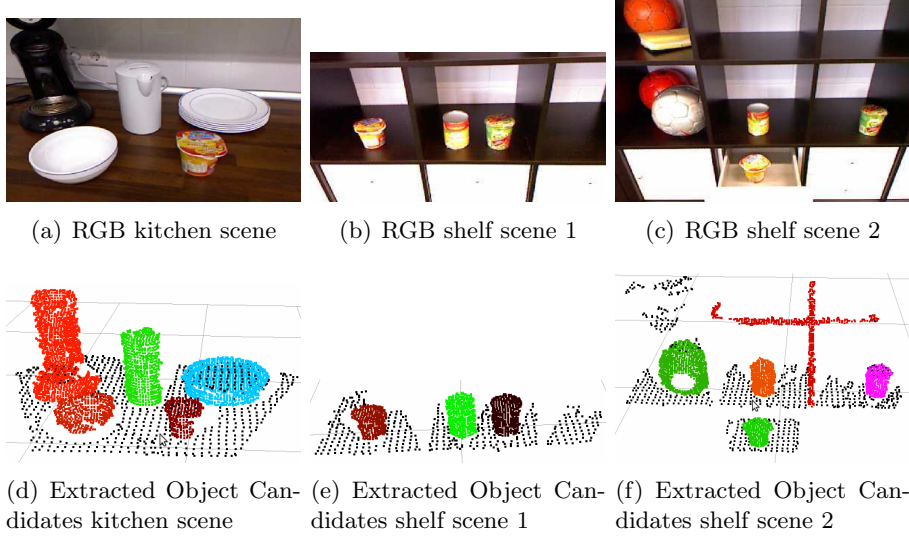 (a) RGB kitchen scene
(b) RGB shelf scene 1
(c) RGB shelf scene 2
(d) Extracted Object Can-
didates kitchen scene
(e) Extracted Object Can-
didates shelf scene 1
(f) Extracted Object Can-
didates shelf scene 2